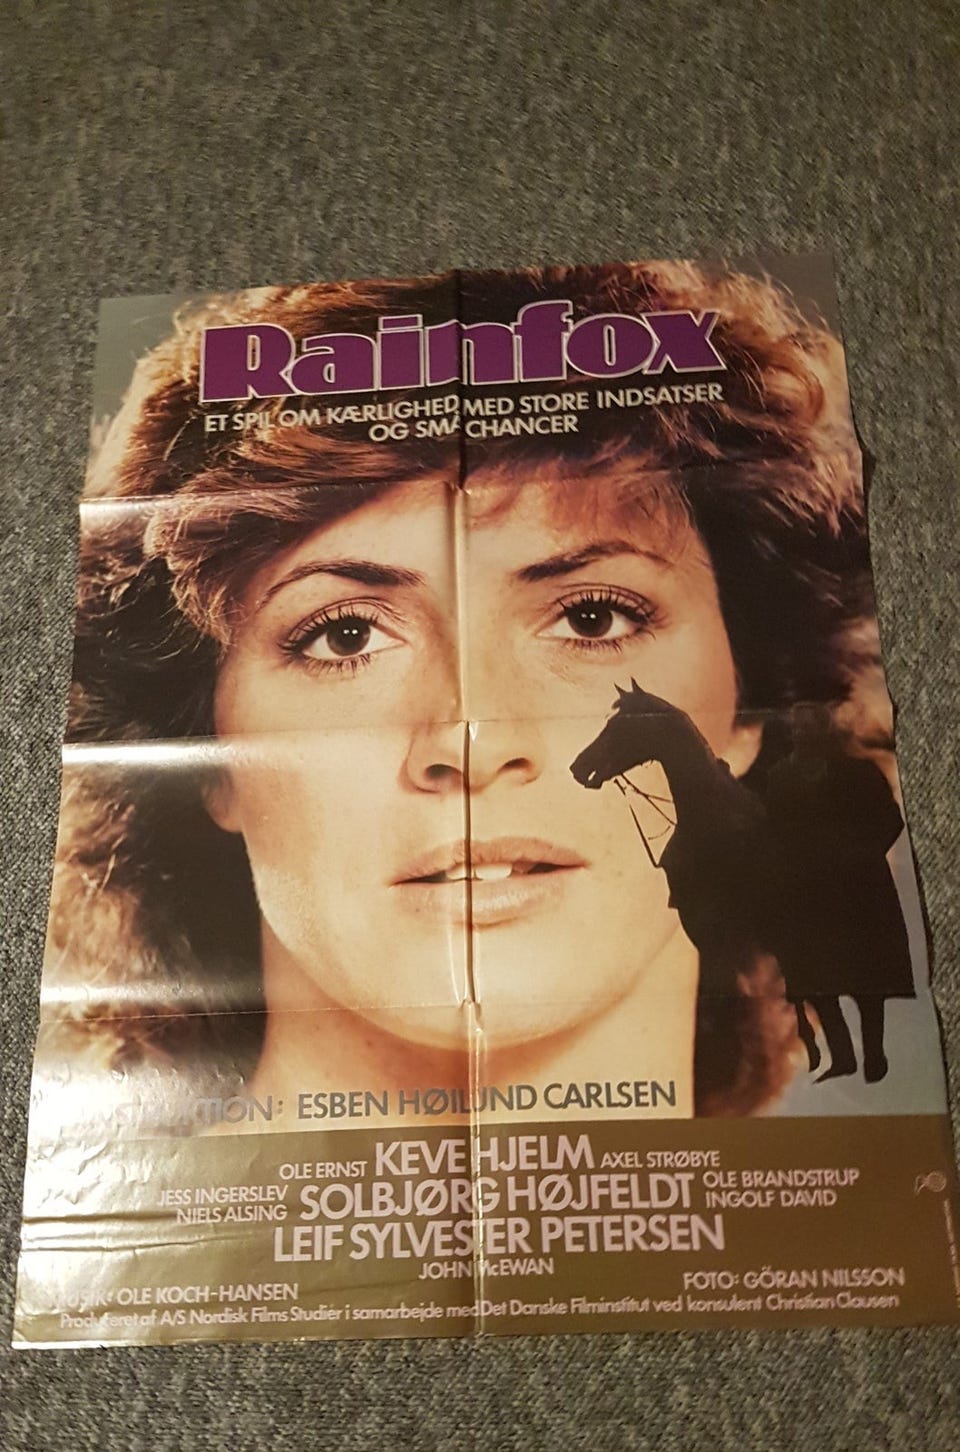 Rainfox
ET SPIL OM KÆRLIGHED MED STORE INDSATSER
OG SMÅ CHANCER
INSTRUKTION: ESBEN HØILUND CARLSEN
OLE ERNST KEVE HJELM AXEL STRØBYE
JESS INGERSLEV
NIELS ALSING
SOLBJØRG HØJFELDT
OLE BRANDSTRUP
INGOLF DAVID
LEIF SYLVESTER PETERSEN
JOHN McEWAN
MUSIK: OLE KOCH-HANSEN
FOTO: GÖRAN NILSSON
Produceret af A/S Nordisk Films Studier i samarbejde med Det Danske Filminstitut ved konsulent Christian Clausen